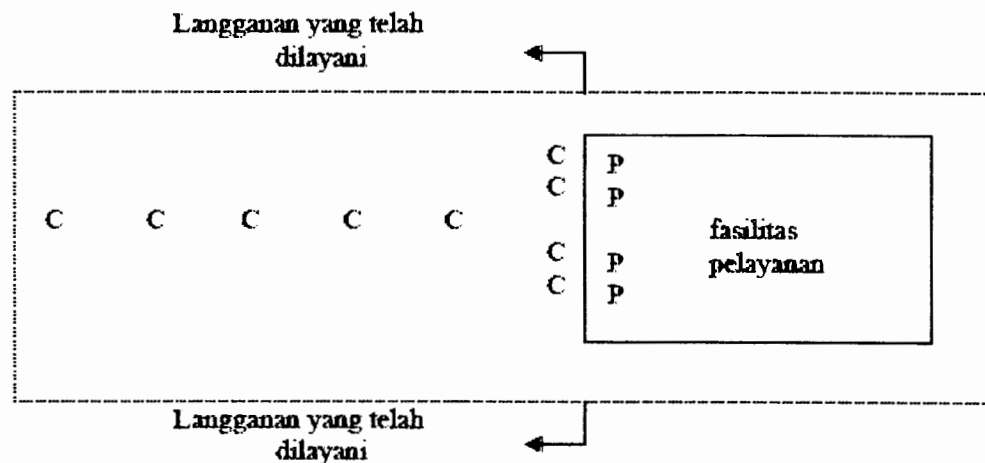 Langganan yang telah
dilayani
C P
C P
C C C C C
fasilitas
pelayanan
C P
C P
Langganan yang telah
dilayani